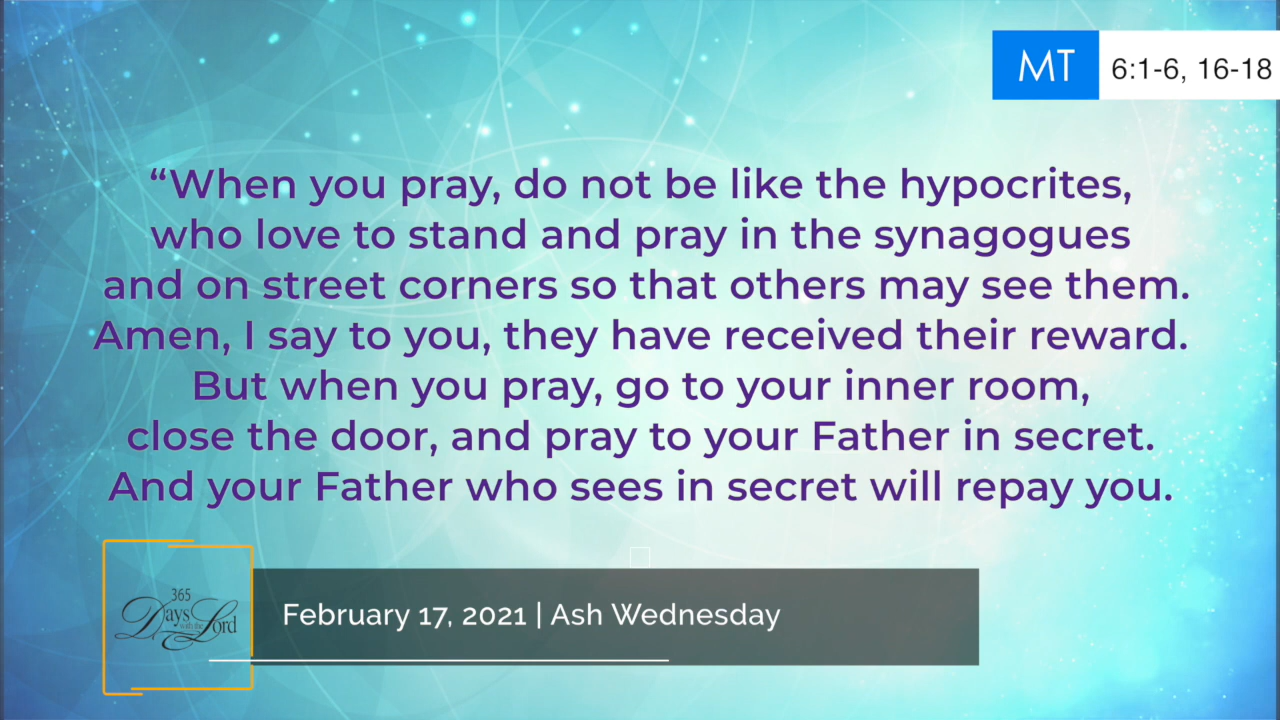 MT 6:1-6, 16-18
“When you pray, do not be like the hypocrites,
who love to stand and pray in the synagogues
and on street corners so that others may see them.
Amen, I say to you, they have received their reward.
But when you pray, go to your inner room,
close the door, and pray to your Father in secret.
And your Father who sees in secret will repay you.
365
Days with the Lord
February 17, 2021 | Ash Wednesday